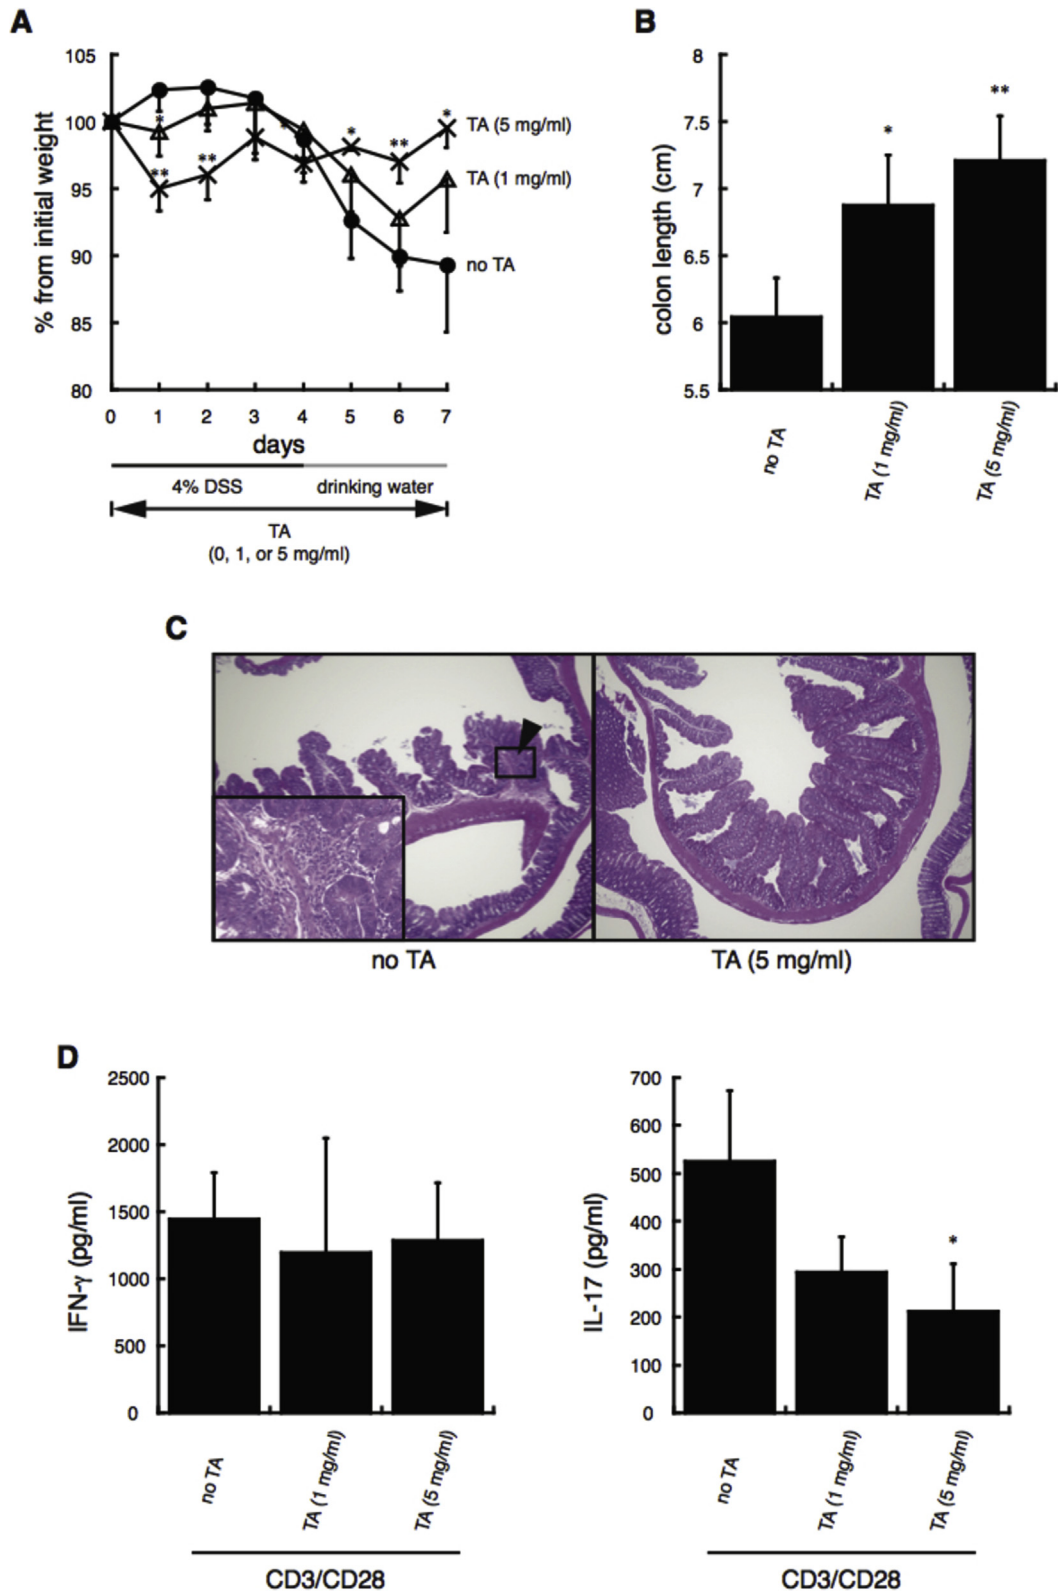 A
105
100
95
90
85
80
% from initial weight
*
**
**
*
*
**
*
TA (5 mg/ml)
TA (1 mg/ml)
no TA
0 1 2 3 4 5 6 7
days
4% DSS drinking water
TA
(0, 1, or 5 mg/ml)
B
8
7.5
7
6.5
6
5.5
colon length (cm)
*
**
no TA
TA (1 mg/ml)
TA (5 mg/ml)
C
no TA
TA (5 mg/ml)
D
2500
2000
1500
1000
500
0
IFN-γ (pg/ml)
no TA
TA (1 mg/ml)
TA (5 mg/ml)
CD3/CD28
700
600
500
400
300
200
100
0
IL-17 (pg/ml)
*
no TA
TA (1 mg/ml)
TA (5 mg/ml)
CD3/CD28